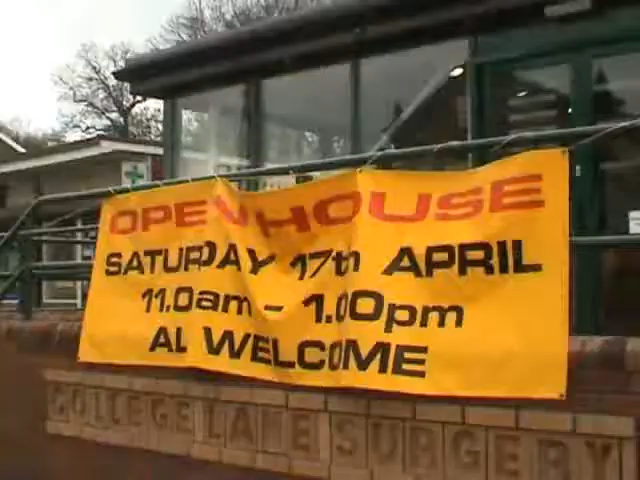 OPEN HOUSE
SATURDAY 17th APRIL
11.0am - 1.00pm
AL WELCOME
COLLEGE LANE SURGERY